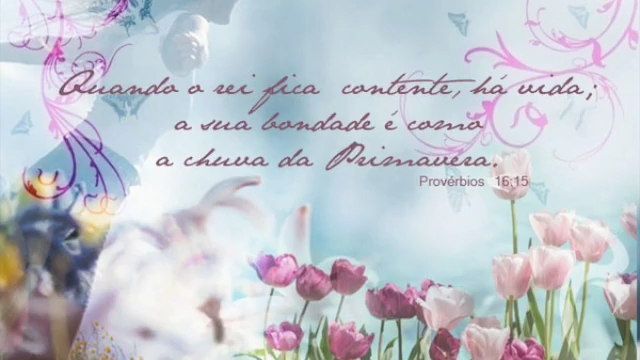 Quando o rei fica contente, há vida;
a sua bondade é como
a chuva da Primavera.
Provérbios 16:15